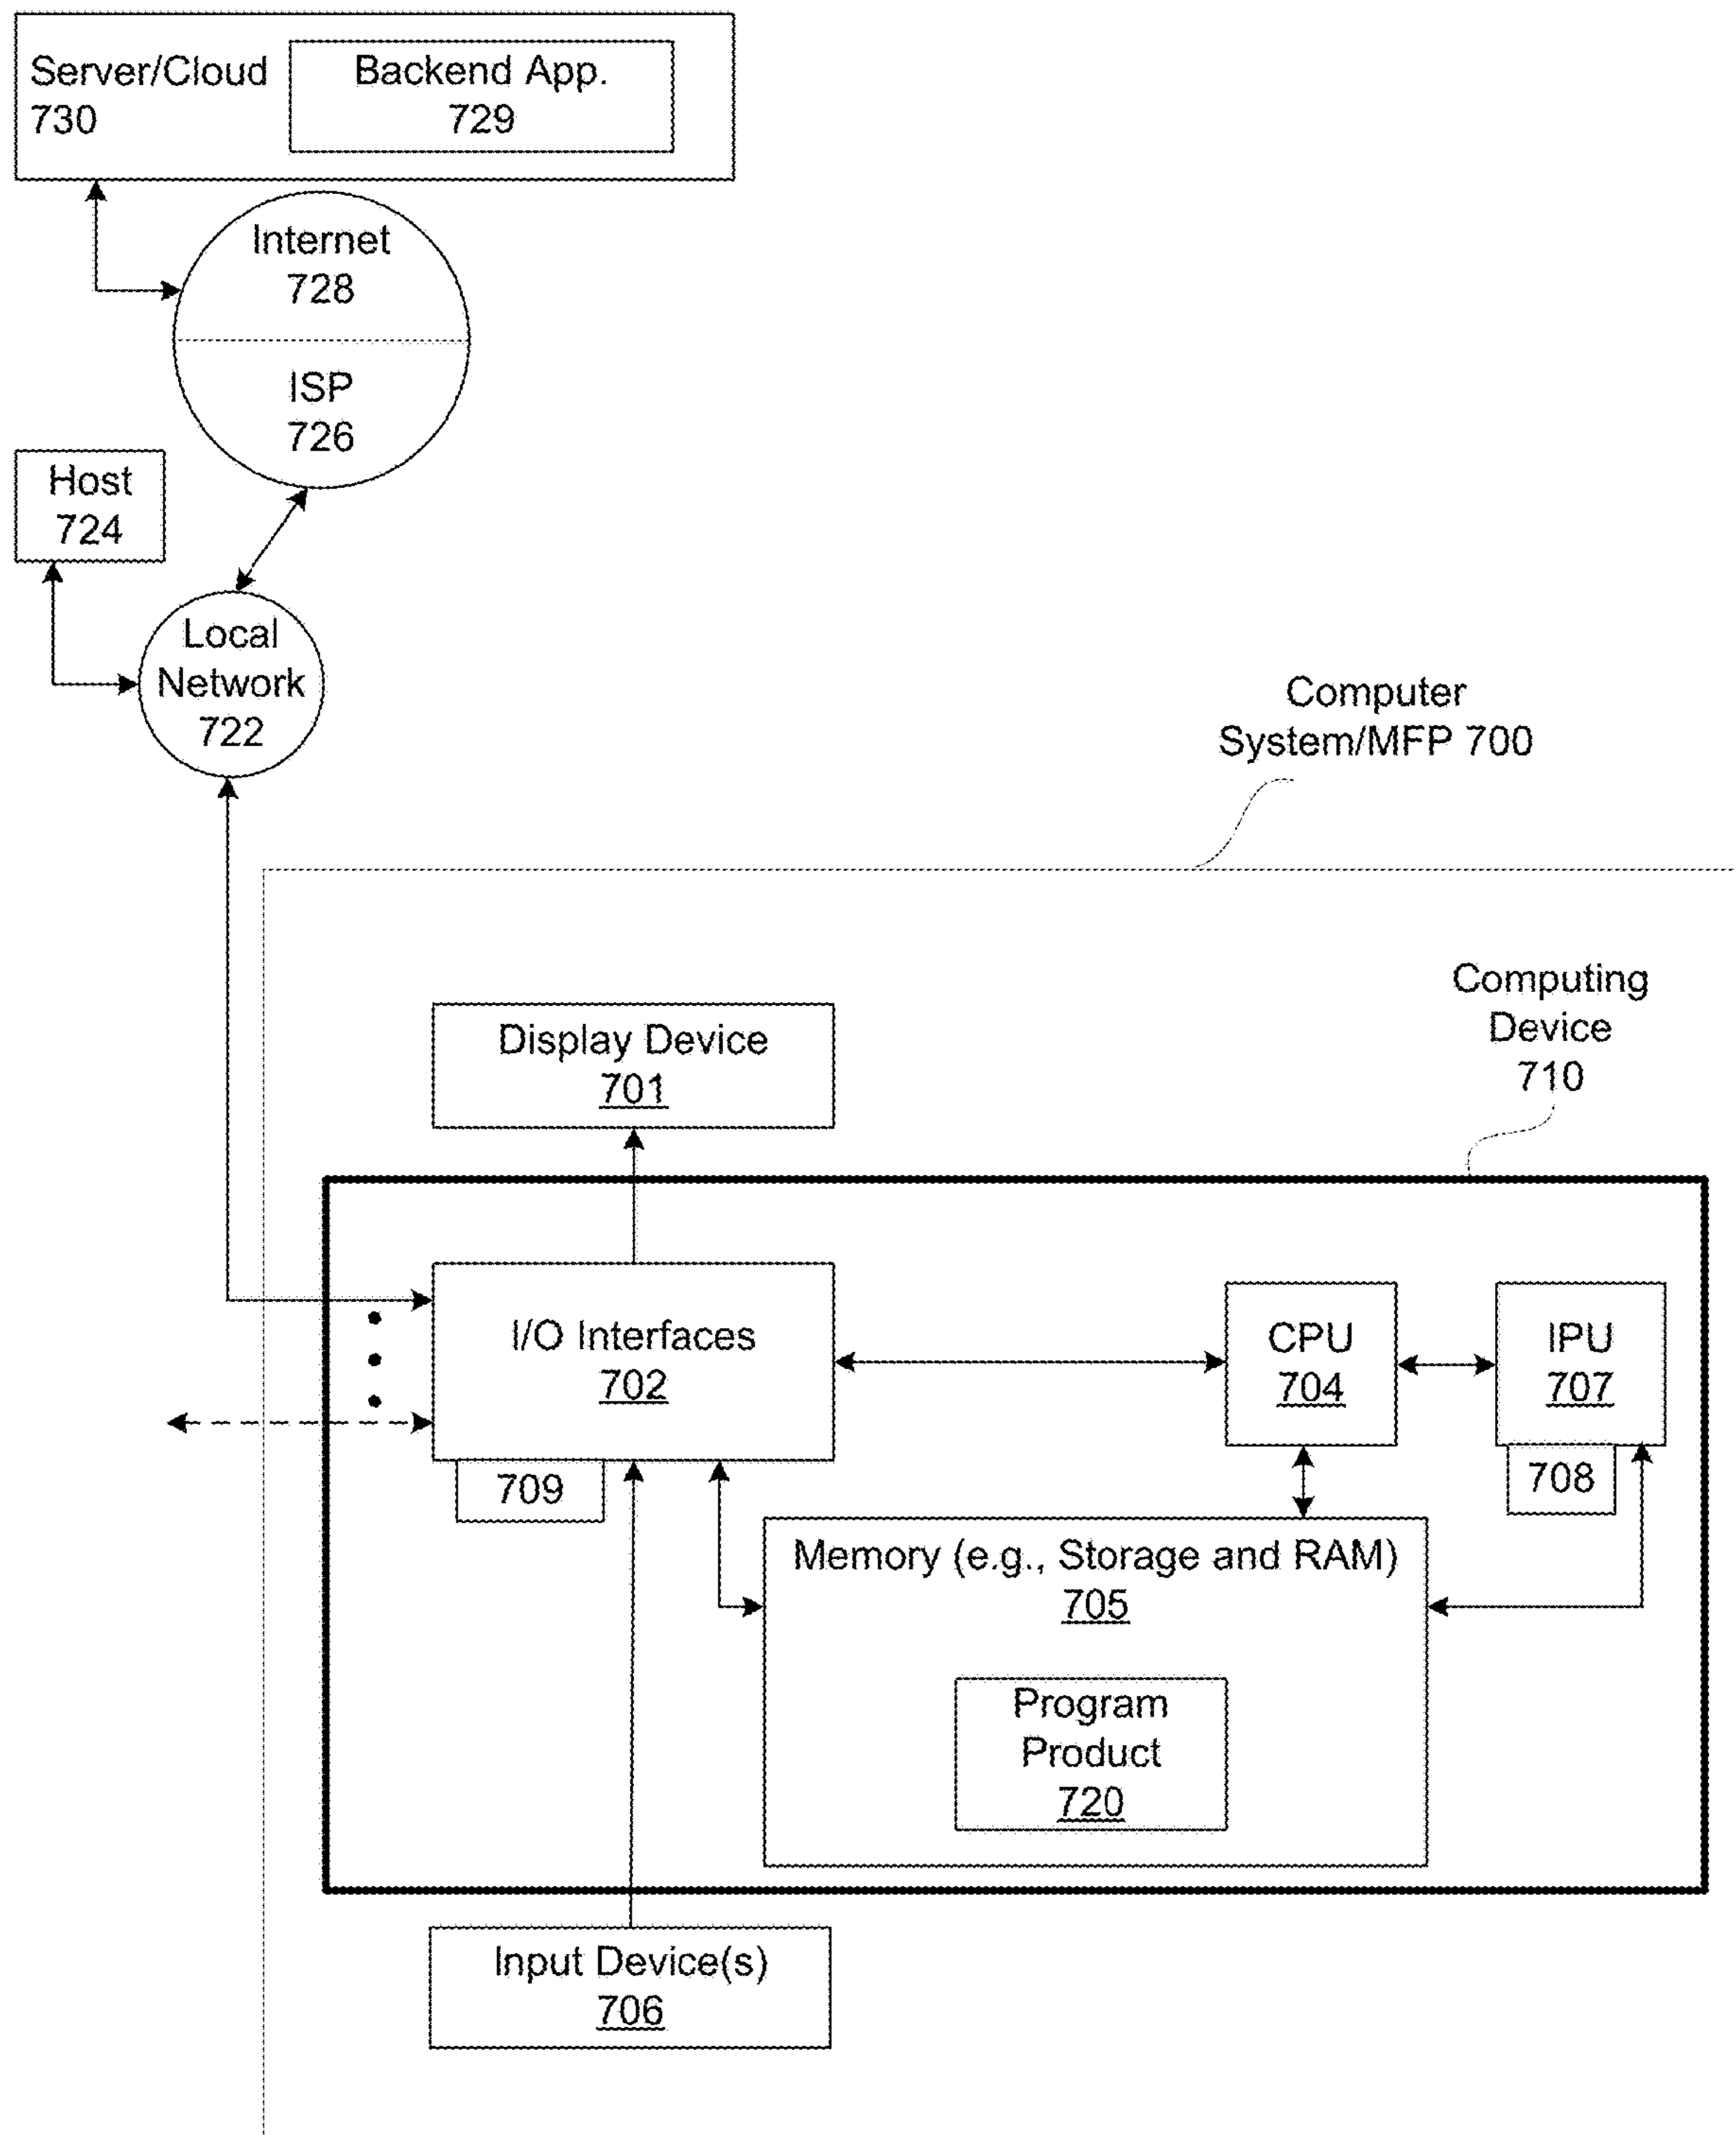 Server/Cloud
730
Backend App.
729
Internet
728
ISP
726
Host
724
Local
Network
722
Computer
System/MFP 700
Computing
Device
710
Display Device
701
I/O Interfaces
702
CPU
704
IPU
707
709
708
Memory (e.g., Storage and RAM)
705
Program
Product
720
Input Device(s)
706